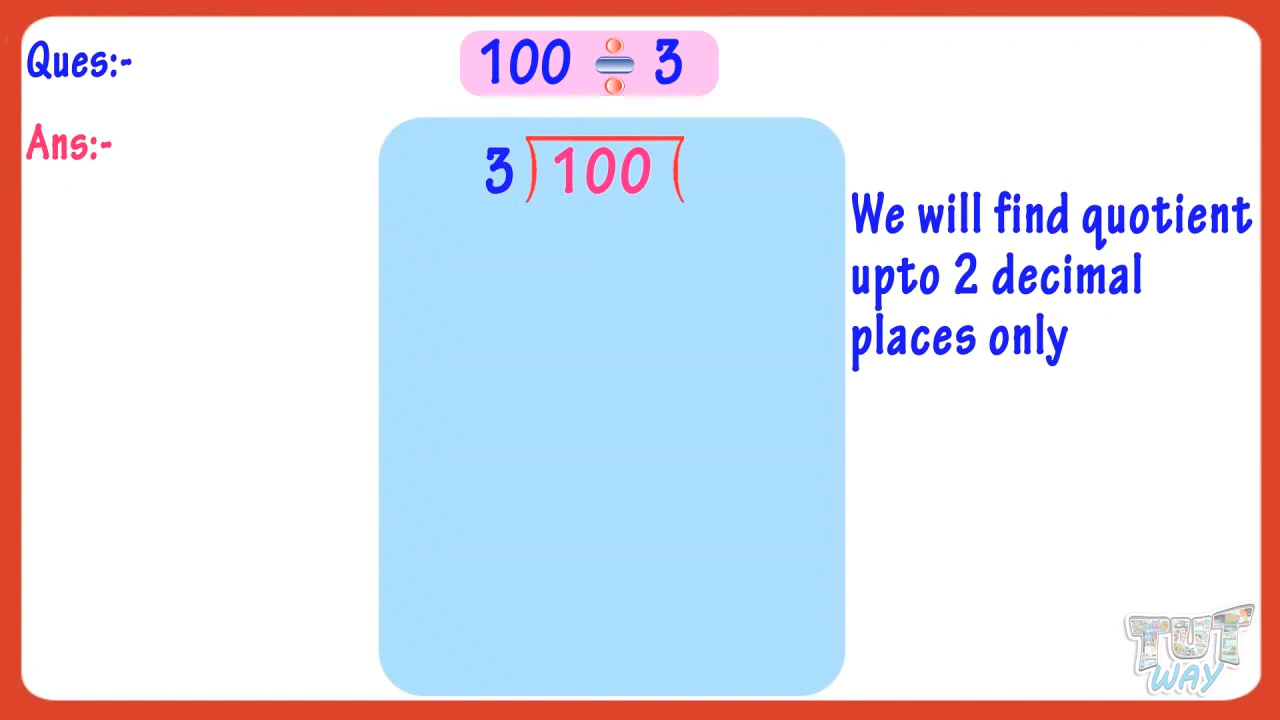 Ques:-
100 ÷ 3
Ans:-
3 ) 100 (
We will find quotient
upto 2 decimal
places only
TUT
WAY